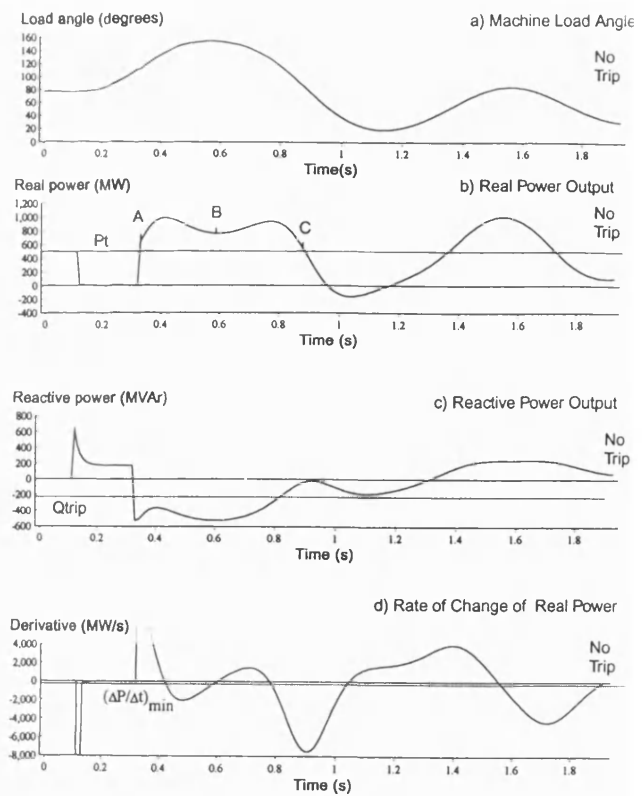 Load angle (degrees)
a) Machine Load Angle
160
140
120
100
80
60
40
20
0
No
Trip
0 0.2 0.4 0.6 0.8 1 1.2 1.4 1.6 1.8
Time(s)
Real power (MW)
b) Real Power Output
1,200
1,000
800
600
400
200
0
-200
-400
A
B
C
Pt
No
Trip
0 0.2 0.4 0.6 0.8 1 1.2 1.4 1.6 1.8
Time (s)
Reactive power (MVAr)
c) Reactive Power Output
800
600
400
200
0
-200
-400
-600
Qtrip
No
Trip
0 0.2 0.4 0.6 0.8 1 1.2 1.4 1.6 1.8
Time (s)
d) Rate of Change of Real Power
Derivative (MW/s)
4,000
2,000
0
-2,000
-4,000
-6,000
-8,000
(ΔP/Δt)min
No
Trip
0 0.2 0.4 0.6 0.8 1 1.2 1.4 1.6 1.8
Time (s)